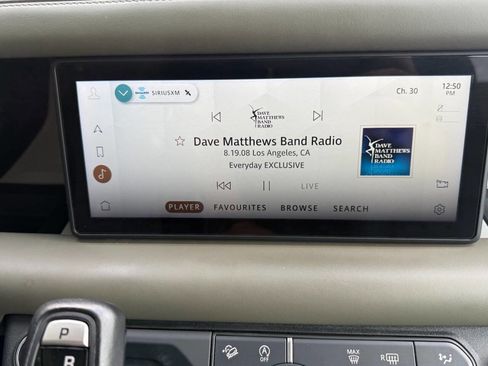 SIRIUSXM
Ch. 30
12:50
PM
DAVE
MATTHEWS
BAND
RADIO
Dave Matthews Band Radio
8.19.08 Los Angeles, CA
Everyday EXCLUSIVE
DAVE
MATTHEWS
BAND
RADIO
LIVE
PLAYER FAVOURITES BROWSE SEARCH
P
R
A
OFF
MAX
R